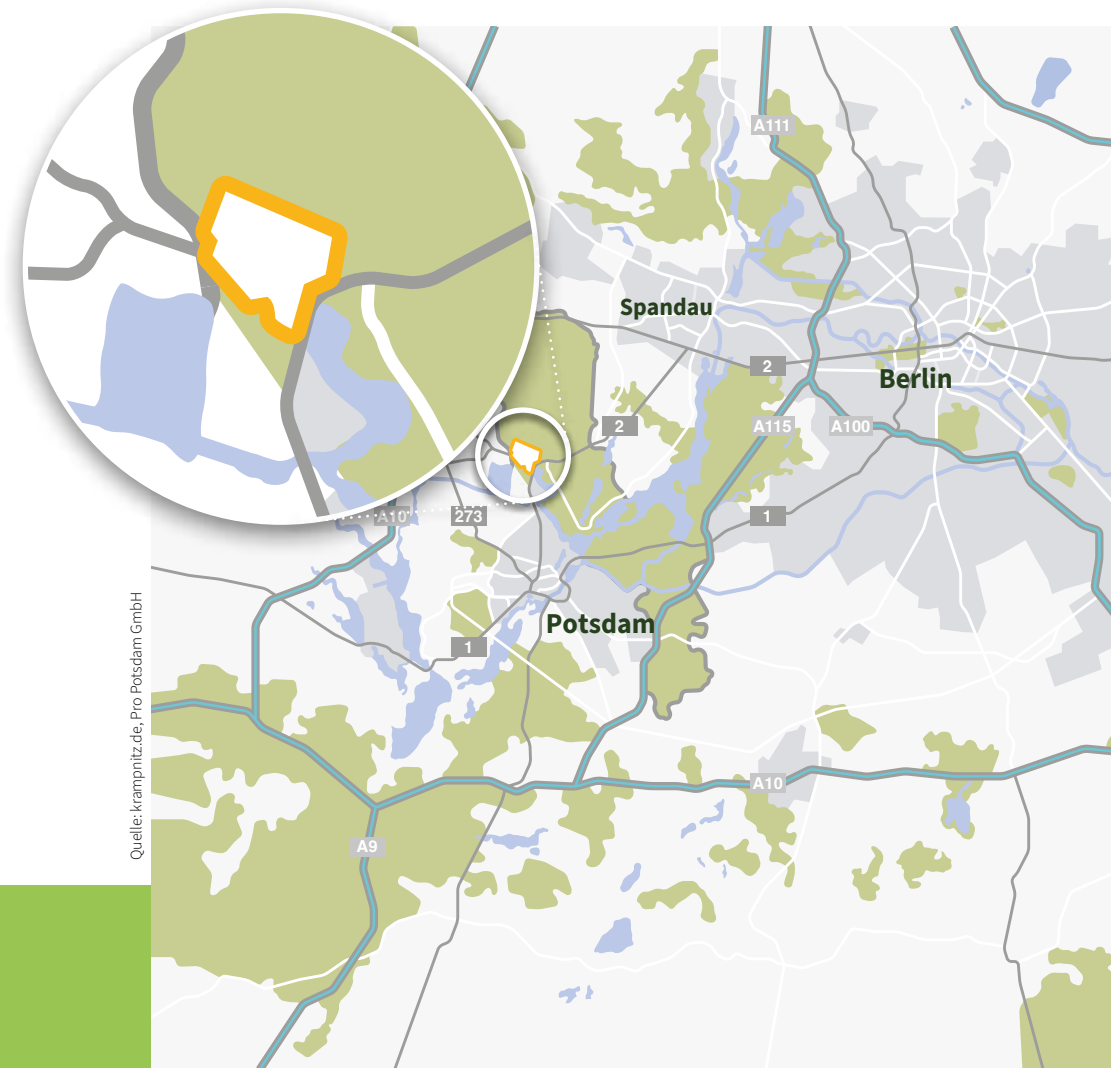 A111
Spandau
2
Berlin
2
A115
A100
A10
273
1
Potsdam
1
A10
A9
Quelle: krampnitz.de, Pro Potsdam GmbH